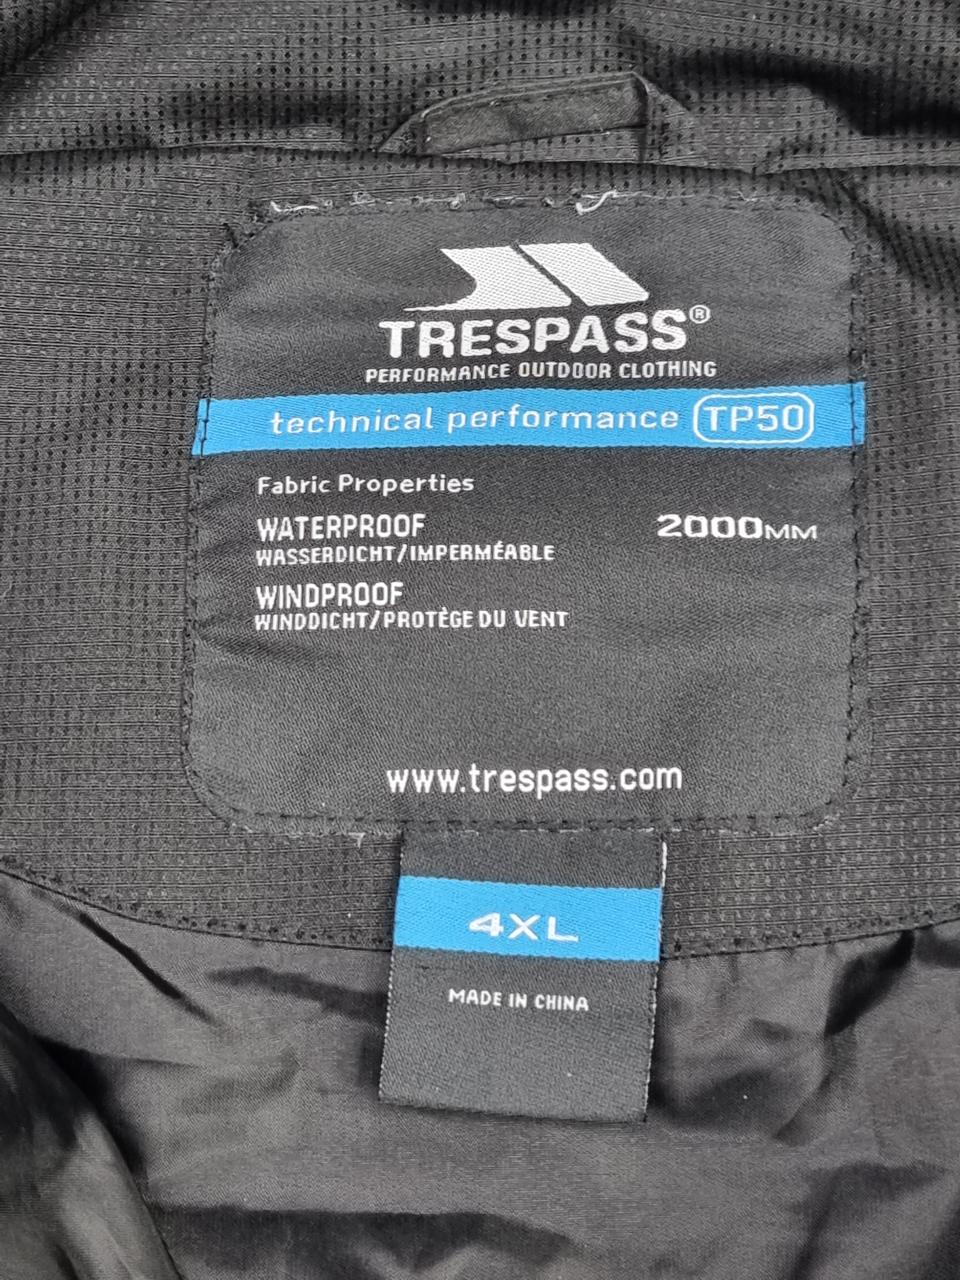 TRESPASS®
PERFORMANCE OUTDOOR CLOTHING
technical performance TP50
Fabric Properties
WATERPROOF 2000MM
WASSERDICHT/IMPERMÉABLE
WINDPROOF
WINDDICHT/PROTÈGE DU VENT
www.trespass.com
4XL
MADE IN CHINA